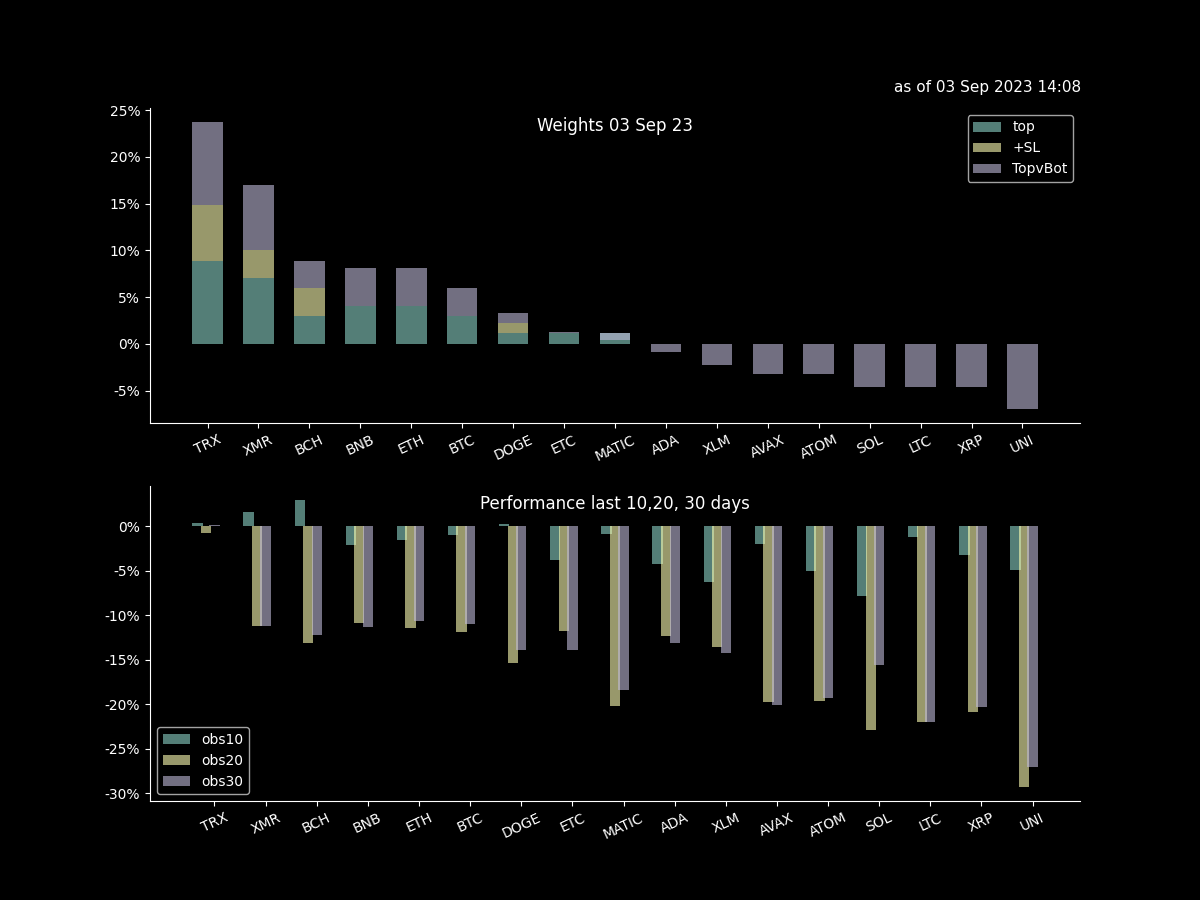 as of 03 Sep 2023 14:08
Weights 03 Sep 23
top
+SL
TopvBot
25%
20%
15%
10%
5%
0%
-5%
TRX XMR BCH BNB ETH BTC DOGE ETC MATIC ADA XLM AVAX ATOM SOL LTC XRP UNI
Performance last 10,20, 30 days
0%
-5%
-10%
-15%
-20%
-25%
-30%
obs10
obs20
obs30
TRX XMR BCH BNB ETH BTC DOGE ETC MATIC ADA XLM AVAX ATOM SOL LTC XRP UNI